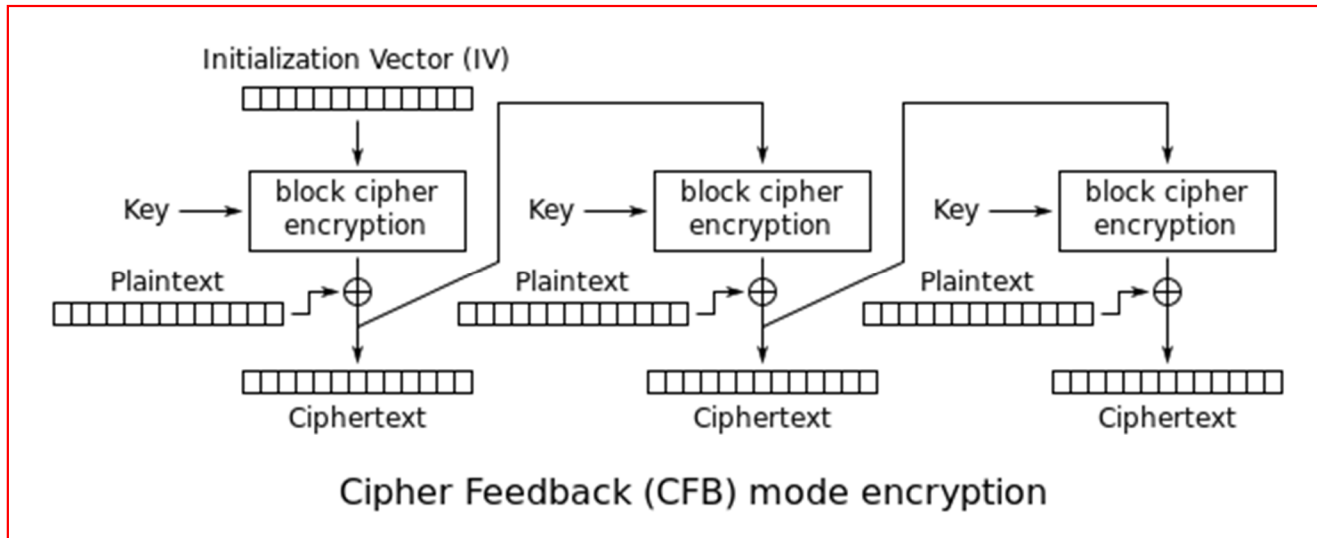 Initialization Vector (IV)
Key
block cipher
encryption
Plaintext
Ciphertext
Key
block cipher
encryption
Plaintext
Ciphertext
Key
block cipher
encryption
Plaintext
Ciphertext
Cipher Feedback (CFB) mode encryption